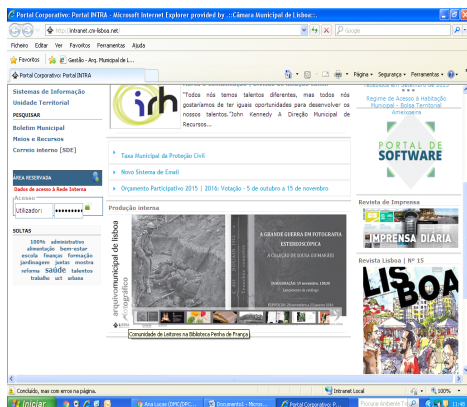 Portal Corporativo: Portal INTRA - Microsoft Internet Explorer provided by .::Câmara Municipal de Lisboa::.
http://intranet.cm-lisboa.net
Google
Ficheiro Editar Ver Favoritos Ferramentas Ajuda
Favoritos Gestão - Arq. Municipal de L...
Portal Corporativo: Portal INTRA
Página Segurança Ferramentas
Sistemas de Informação
Unidade Territorial
PESQUISAR
Boletim Municipal
Meios e Recursos
Correio interno [SDE]
ÁREA RESERVADA
Dados de acesso à Rede Interna
Acesso
Utilizador:
SOLTAS
100% administrativo
alimentação bem-estar
escola finanças formação
jardinagem juntas mostra
reforma saúde talentos
trabalho uct urbana
irh
"Todos nós temos talentos diferentes, mas todos nós
gostaríamos de ter iguais oportunidades para desenvolver os
nossos talentos."John Kennedy A Direção Municipal de
Recursos...
Taxa Municipal da Proteção Civil
Novo Sistema de Email
Orçamento Participativo 2015 | 2016: Votação - 5 de outubro a 15 de novembro
Produção interna
arquivo municipal de lisboa
fotográfico
A GRANDE GUERRA EM FOTOGRAFIA
ESTEREOSCÓPICA
A COLEÇÃO DE SOUSA GUIMARÃES
Comunidade de Leitores na Biblioteca Penha de França
Regime de Acesso à Habitação
Municipal - Bolsa Territorial
Ameixoeira
PORTAL DE
SOFTWARE
Revista de Imprensa
IMPRENSA DIÁRIA
Revista Lisboa | Nº 15
LISBOA
Concluído, mas com erros na página.
Intranet Local
100%
Iniciar
Ana Lucas (DMC/DPC...
Documento1 - Micros...
Portal Corporativo: P...
11:48